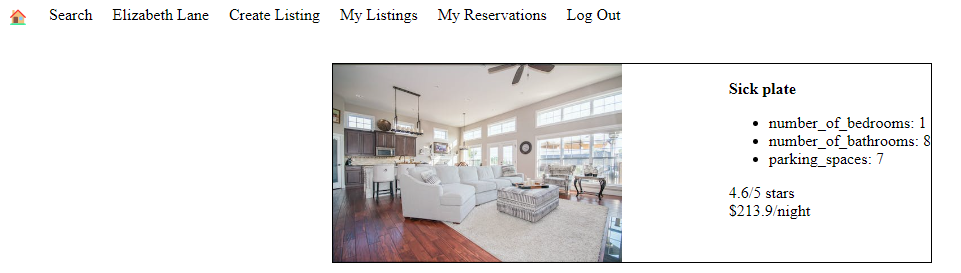 Search Elizabeth Lane Create Listing My Listings My Reservations Log Out
Sick plate
number_of_bedrooms: 1
number_of_bathrooms: 8
parking_spaces: 7
4.6/5 stars
$213.9/night